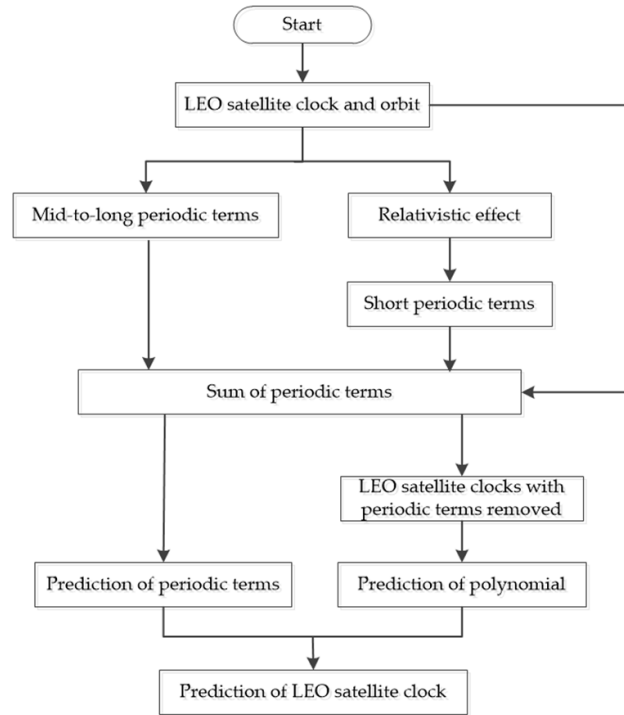 Start
LEO satellite clock and orbit
Mid-to-long periodic terms
Relativistic effect
Short periodic terms
Sum of periodic terms
LEO satellite clocks with
periodic terms removed
Prediction of periodic terms
Prediction of polynomial
Prediction of LEO satellite clock